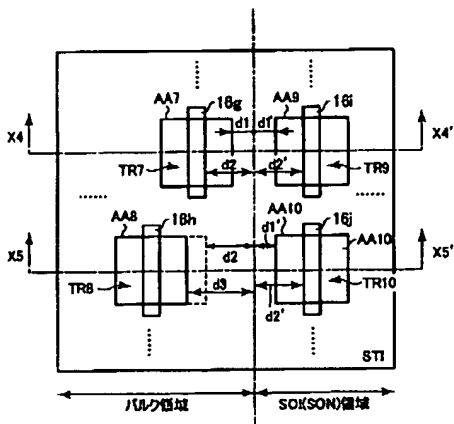 AA7 16g AA9 16i
d1 d1'
X4 X4'
d2 d2'
TR7 TR9
AA8 16h AA10 16j
d1'
d2 AA10
X5 X5'
d3
TR8 d2' TR10
STI
バルク領域 SOI(SON)領域